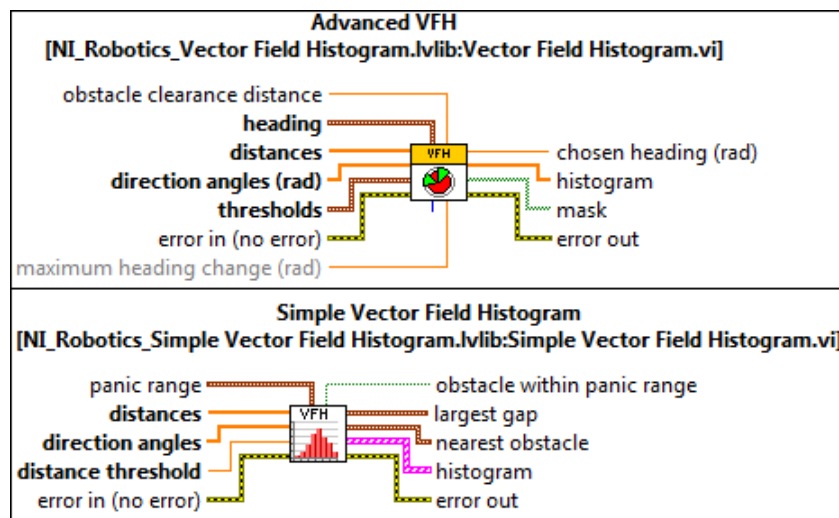 Advanced VFH
[NI_Robotics_Vector Field Histogram.lvlib:Vector Field Histogram.vi]
obstacle clearance distance
heading
distances
direction angles (rad)
thresholds
error in (no error)
maximum heading change (rad)
VFH
chosen heading (rad)
histogram
mask
error out
Simple Vector Field Histogram
[NI_Robotics_Simple Vector Field Histogram.lvlib:Simple Vector Field Histogram.vi]
panic range
distances
direction angles
distance threshold
error in (no error)
VFH
obstacle within panic range
largest gap
nearest obstacle
histogram
error out